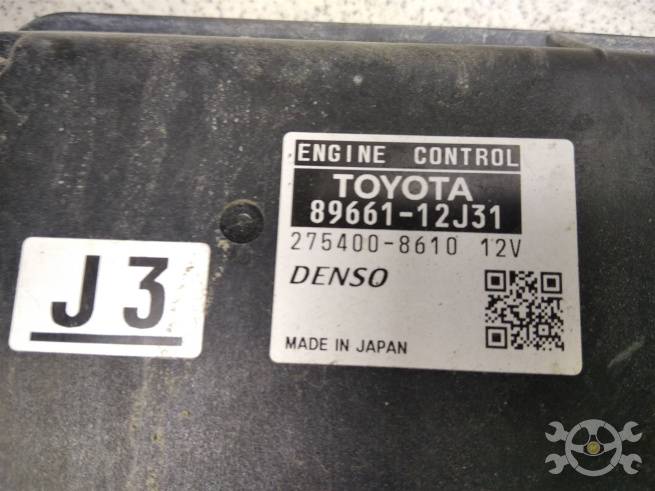 ENGINE CONTROL
TOYOTA
89661-12J31
275400-8610 12V
DENSO
MADE IN JAPAN
J3